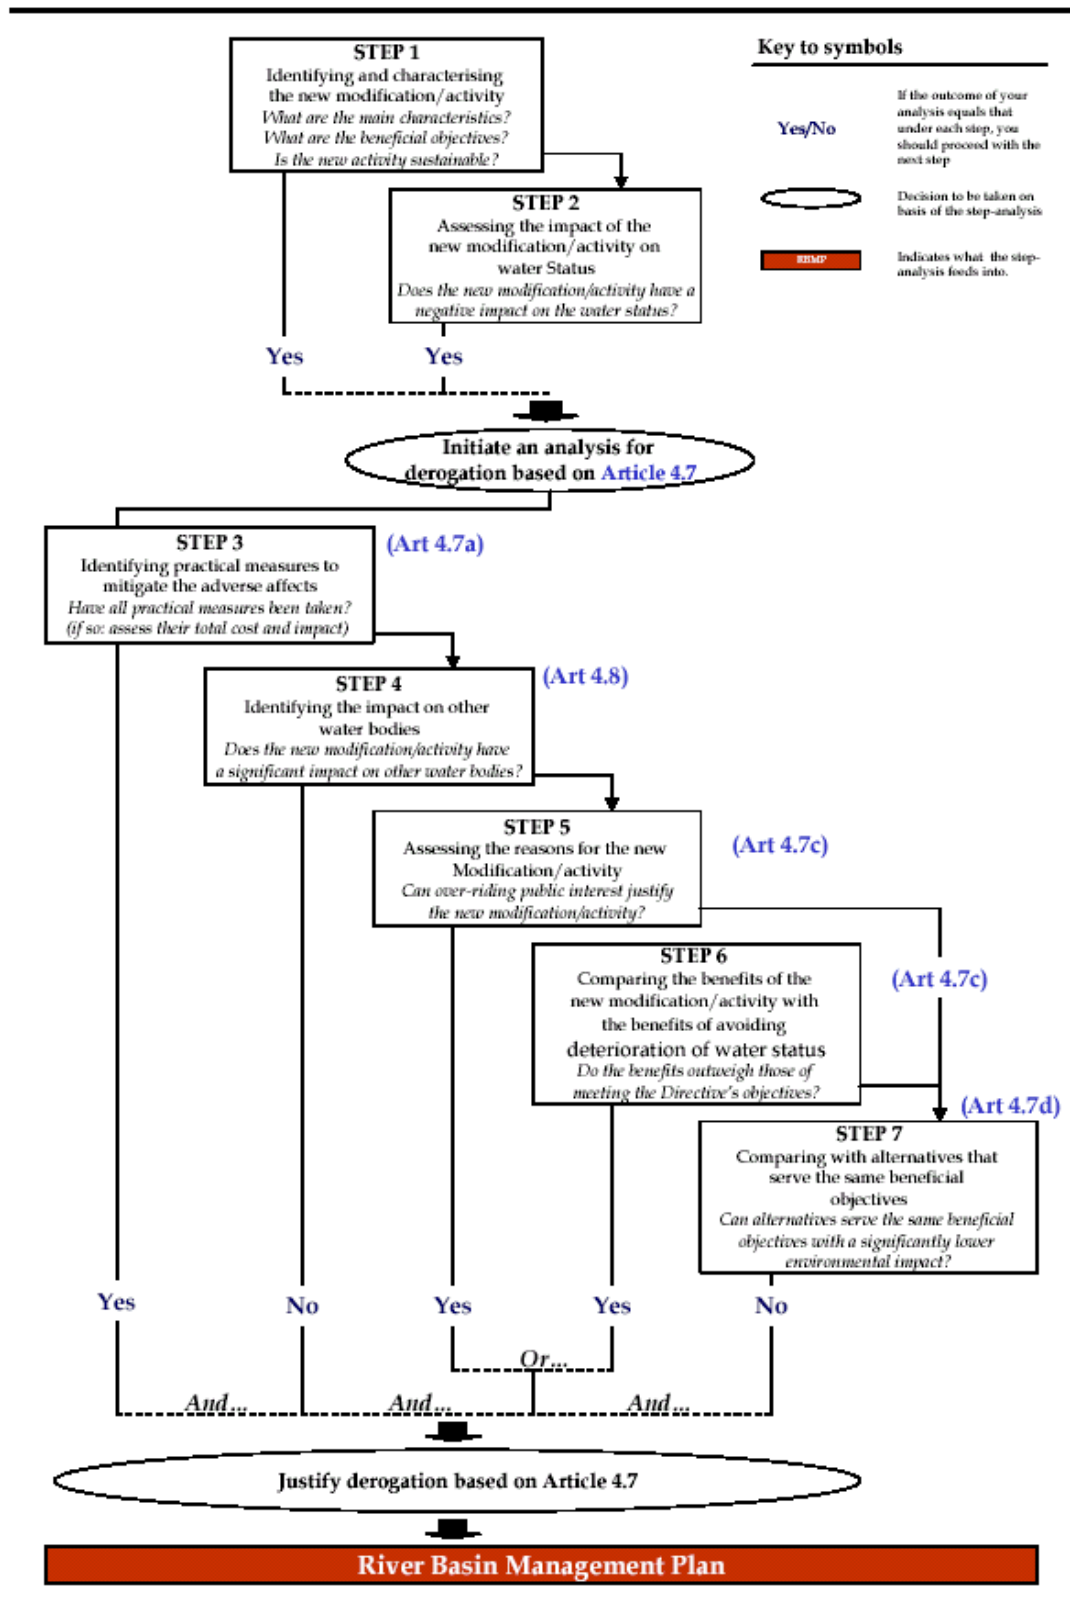 STEP 1
Identifying and characterising
the new modification/activity
What are the main characteristics?
What are the beneficial objectives?
Is the new activity sustainable?
Key to symbols
Yes/No
If the outcome of your
analysis equals that
under each step, you
should proceed with the
next step
Decision to be taken on
basis of the step-analysis
RBMP
Indicates what the step-
analysis feeds into.
STEP 2
Assessing the impact of the
new modification/activity on
water Status
Does the new modification/activity have a
negative impact on the water status?
Yes
Yes
Initiate an analysis for
derogation based on Article 4.7
STEP 3
Identifying practical measures to
mitigate the adverse affects
Have all practical measures been taken?
(if so: assess their total cost and impact)
(Art 4.7a)
STEP 4
Identifying the impact on other
water bodies
Does the new modification/activity have
a significant impact on other water bodies?
(Art 4.8)
STEP 5
Assessing the reasons for the new
Modification/activity
Can over-riding public interest justify
the new modification/activity?
(Art 4.7c)
STEP 6
Comparing the benefits of the
new modification/activity with
the benefits of avoiding
deterioration of water status
Do the benefits outweigh those of
meeting the Directive's objectives?
(Art 4.7c)
(Art 4.7d)
STEP 7
Comparing with alternatives that
serve the same beneficial
objectives
Can alternatives serve the same beneficial
objectives with a significantly lower
environmental impact?
Yes
No
Yes
Yes
No
Or...
And...
And...
And...
Justify derogation based on Article 4.7
River Basin Management Plan